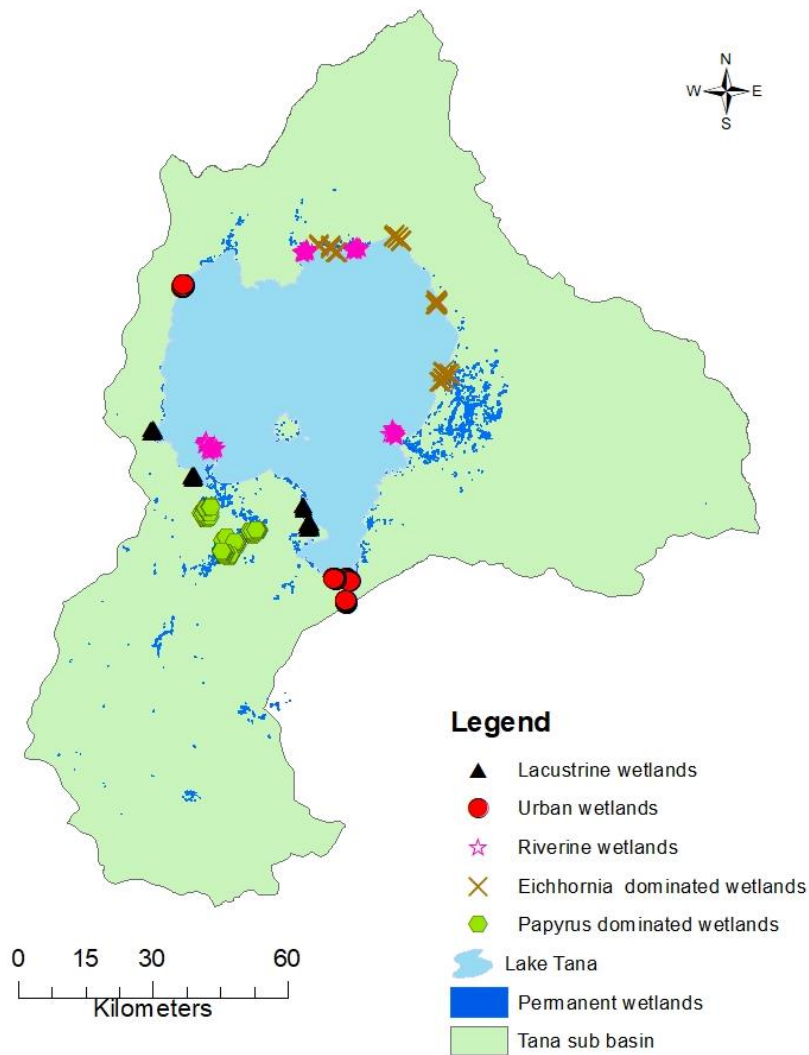 N
W E
S
Legend
Lacustrine wetlands
Urban wetlands
Riverine wetlands
Eichhornia dominated wetlands
Papyrus dominated wetlands
Lake Tana
Permanent wetlands
Tana sub basin
0 15 30 60
Kilometers